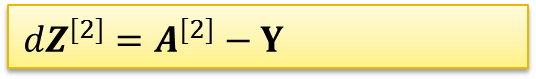 dZ^{[2]} = A^{[2]} − Y